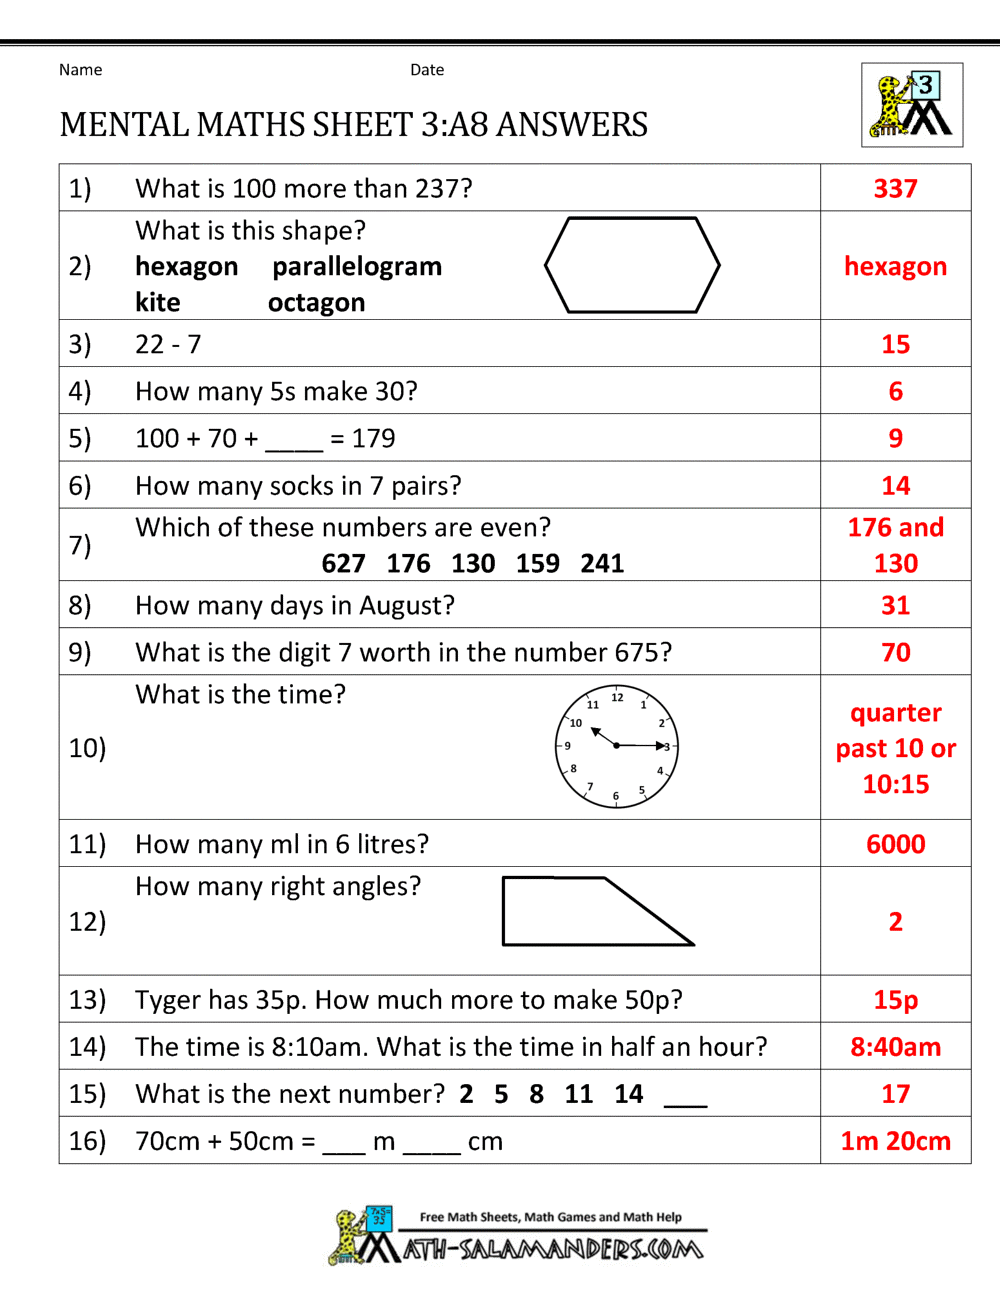 Name Date
3
MENTAL MATHS SHEET 3:A8 ANSWERS
1) What is 100 more than 237? 337
What is this shape?
2) hexagon parallelogram hexagon
kite octagon
3) 22 - 7 15
4) How many 5s make 30? 6
5) 100 + 70 + ____ = 179 9
6) How many socks in 7 pairs? 14
7) Which of these numbers are even? 176 and
627 176 130 159 241 130
8) How many days in August? 31
9) What is the digit 7 worth in the number 675? 70
What is the time?
12
11 1
10 2
9 3
8 4
7 5
6
10) quarter
past 10 or
10:15
11) How many ml in 6 litres? 6000
How many right angles?
12) 2
13) Tyger has 35p. How much more to make 50p? 15p
14) The time is 8:10am. What is the time in half an hour? 8:40am
15) What is the next number? 2 5 8 11 14 ___ 17
16) 70cm + 50cm = ___ m ____ cm 1m 20cm
7x5=
35
Free Math Sheets, Math Games and Math Help
MATH-SALAMANDERS.COM